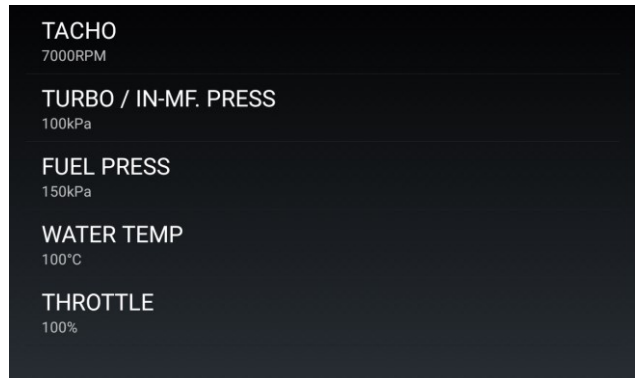 TACHO
7000RPM
TURBO / IN-MF. PRESS
100kPa
FUEL PRESS
150kPa
WATER TEMP
100°C
THROTTLE
100%